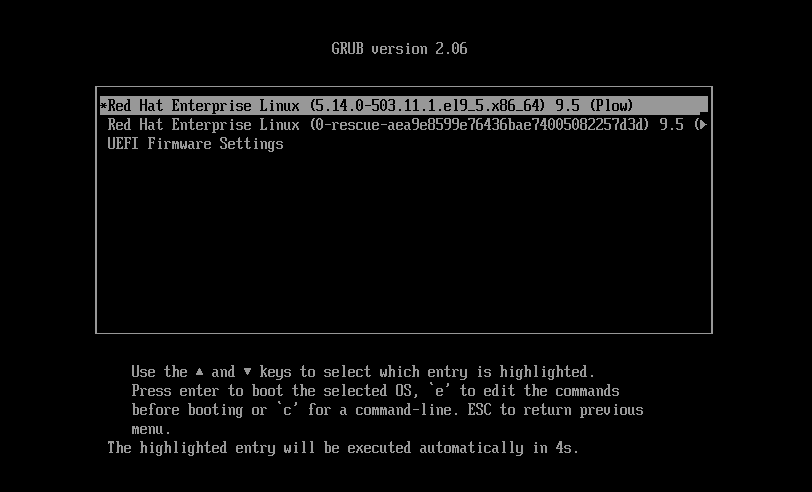 GRUB version 2.06
*Red Hat Enterprise Linux (5.14.0-503.11.1.el9_5.x86_64) 9.5 (Plow)
Red Hat Enterprise Linux (0-rescue-aea9e8599e76436bae74005082257d3d) 9.5 (▶
UEFI Firmware Settings
Use the ▲ and ▼ keys to select which entry is highlighted.
Press enter to boot the selected OS, `e' to edit the commands
before booting or `c' for a command-line. ESC to return previous
menu.
The highlighted entry will be executed automatically in 4s.